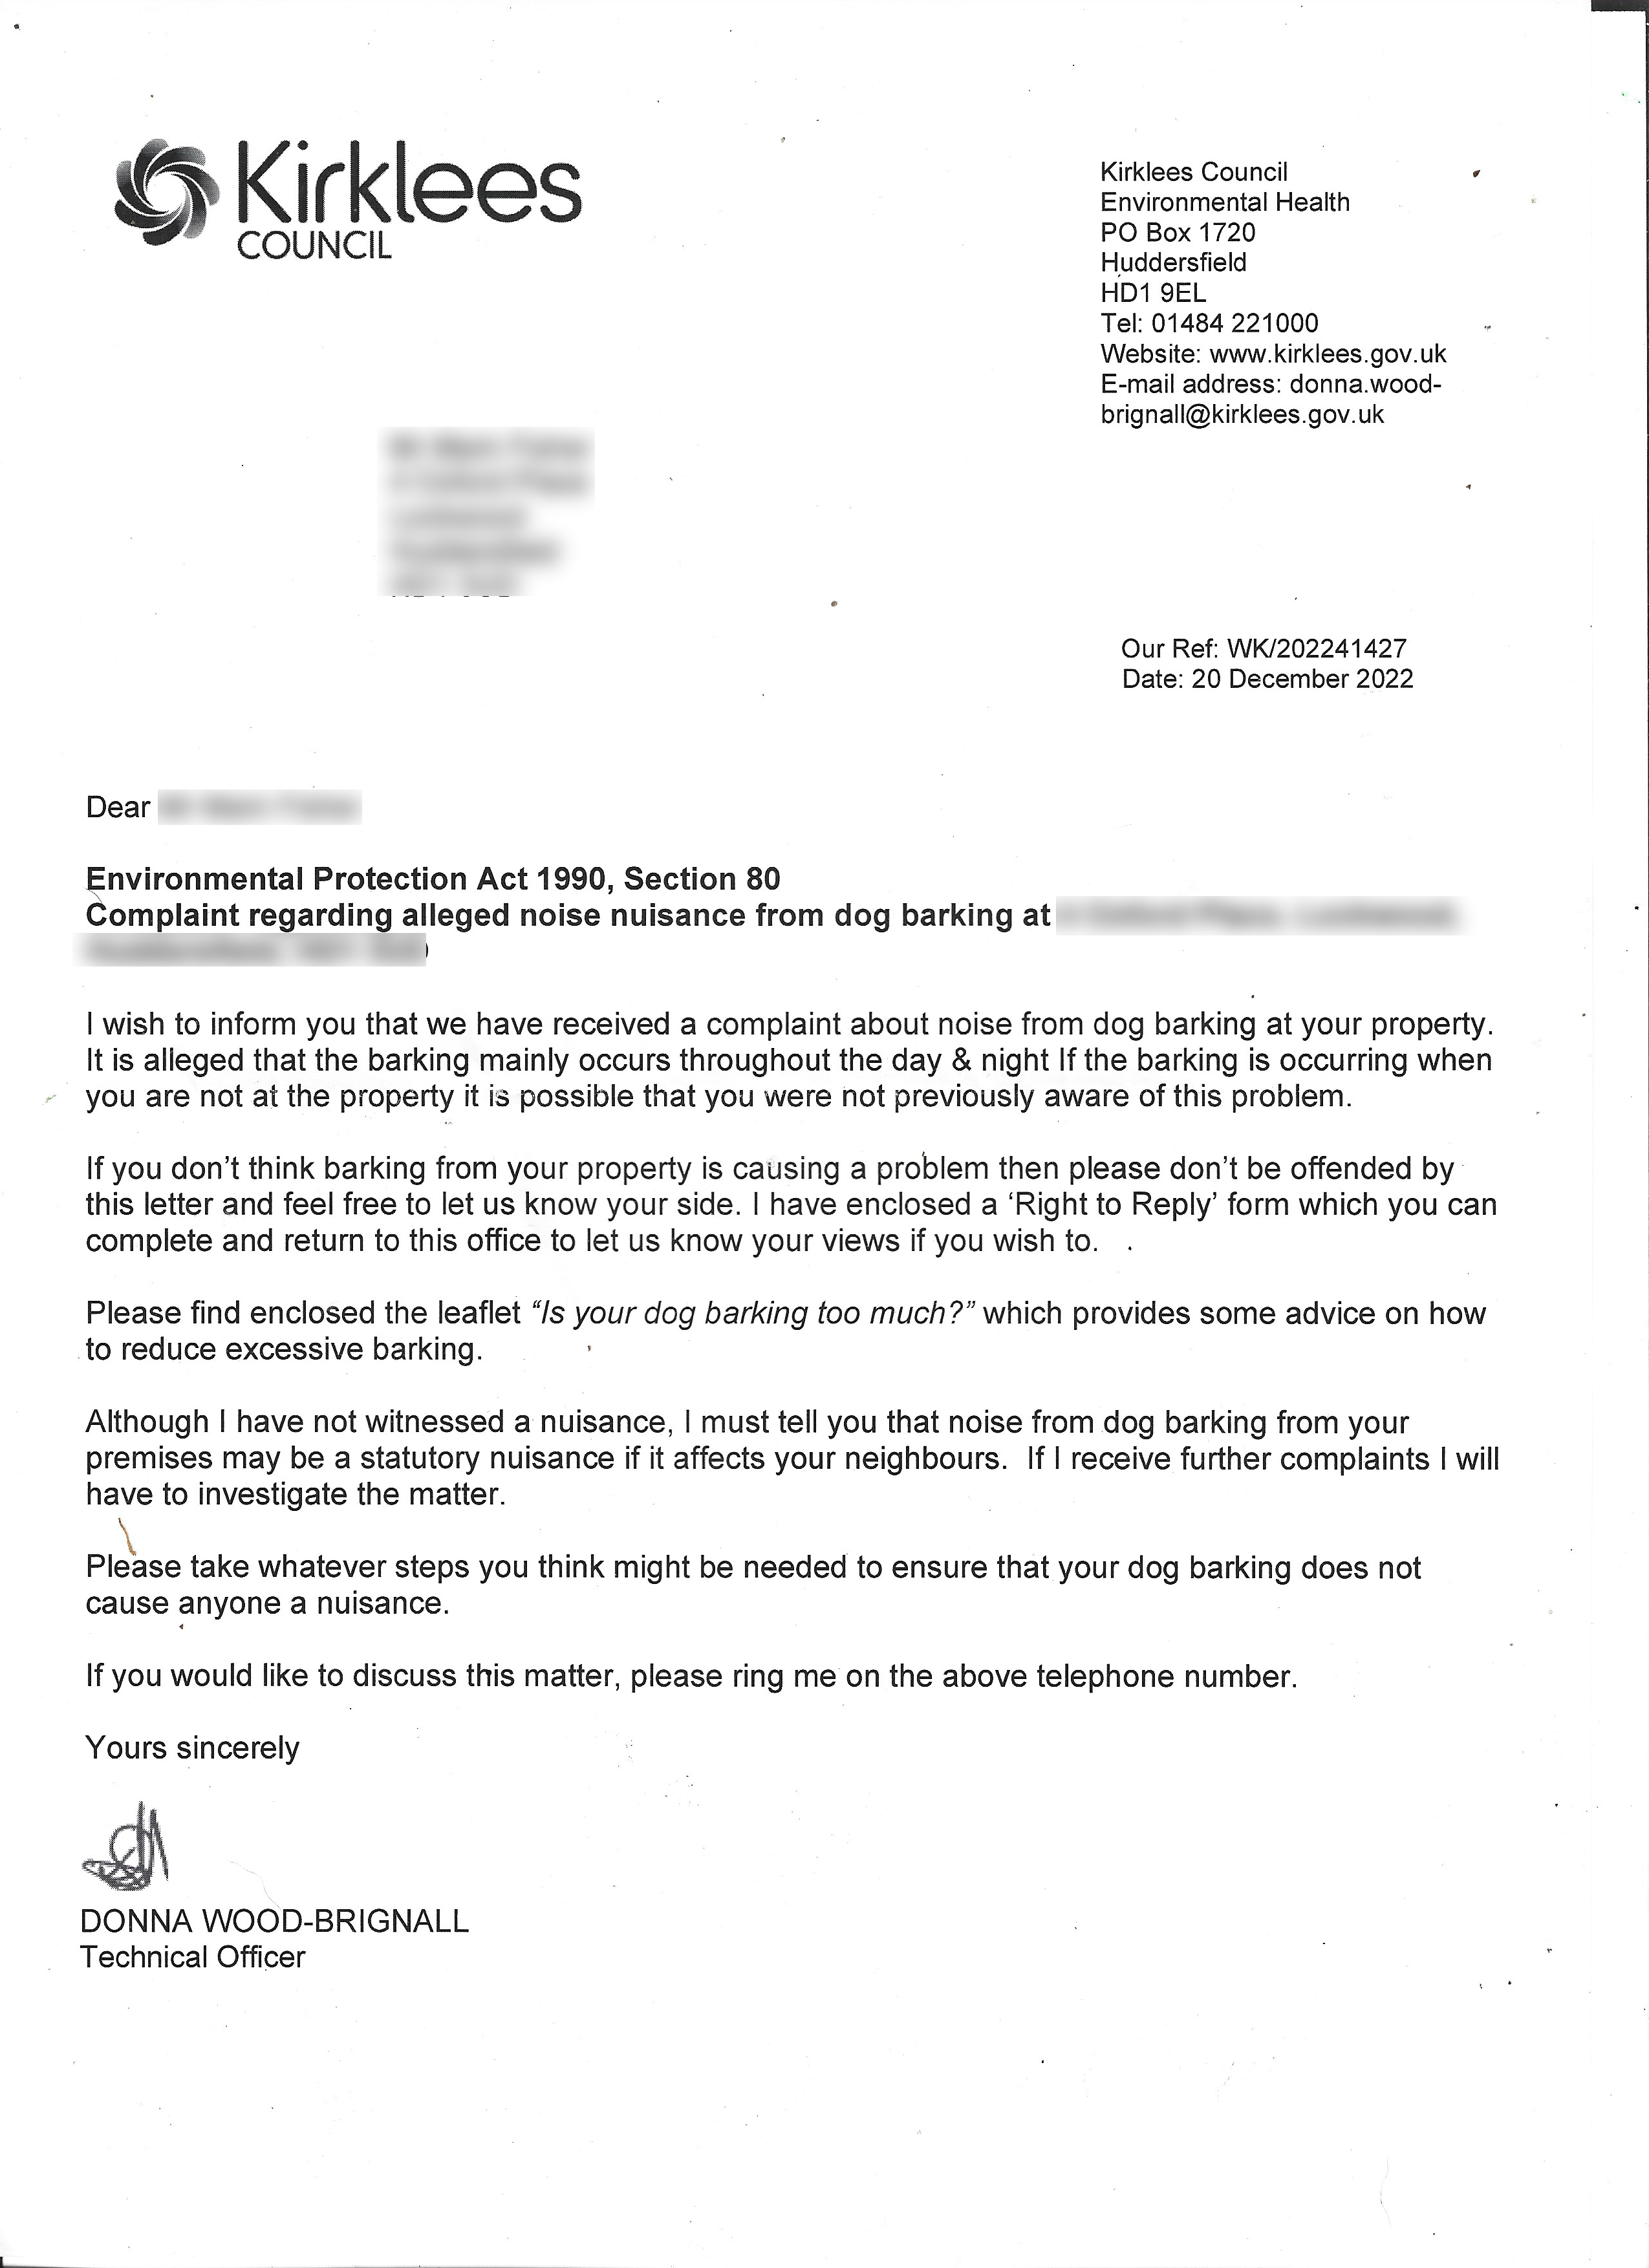 Kirklees
COUNCIL
Kirklees Council
Environmental Health
PO Box 1720
Huddersfield
HD1 9EL
Tel: 01484 221000
Website: www.kirklees.gov.uk
E-mail address: donna.wood-
brignall@kirklees.gov.uk
Our Ref: WK/202241427
Date: 20 December 2022
Dear
Environmental Protection Act 1990, Section 80
Complaint regarding alleged noise nuisance from dog barking at
I wish to inform you that we have received a complaint about noise from dog barking at your property.
It is alleged that the barking mainly occurs throughout the day & night If the barking is occurring when
you are not at the property it is possible that you were not previously aware of this problem.
If you don’t think barking from your property is causing a problem then please don’t be offended by
this letter and feel free to let us know your side. I have enclosed a ‘Right to Reply’ form which you can
complete and return to this office to let us know your views if you wish to. .
Please find enclosed the leaflet “Is your dog barking too much?” which provides some advice on how
to reduce excessive barking.
Although I have not witnessed a nuisance, I must tell you that noise from dog barking from your
premises may be a statutory nuisance if it affects your neighbours. If I receive further complaints I will
have to investigate the matter.
Please take whatever steps you think might be needed to ensure that your dog barking does not
cause anyone a nuisance.
If you would like to discuss this matter, please ring me on the above telephone number.
Yours sincerely
DONNA WOOD-BRIGNALL
Technical Officer